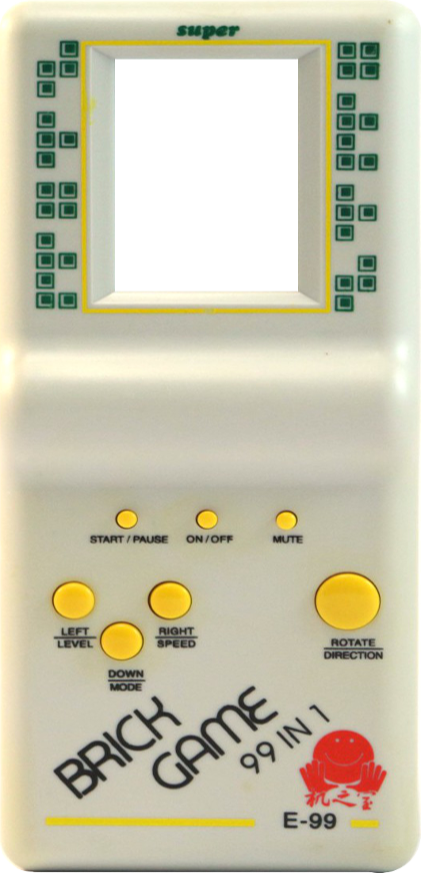 super
START / PAUSE
ON / OFF
MUTE
LEFT
LEVEL
RIGHT
SPEED
DOWN
MODE
ROTATE
DIRECTION
BRICK
GAME
99 IN 1
机之宝
E-99